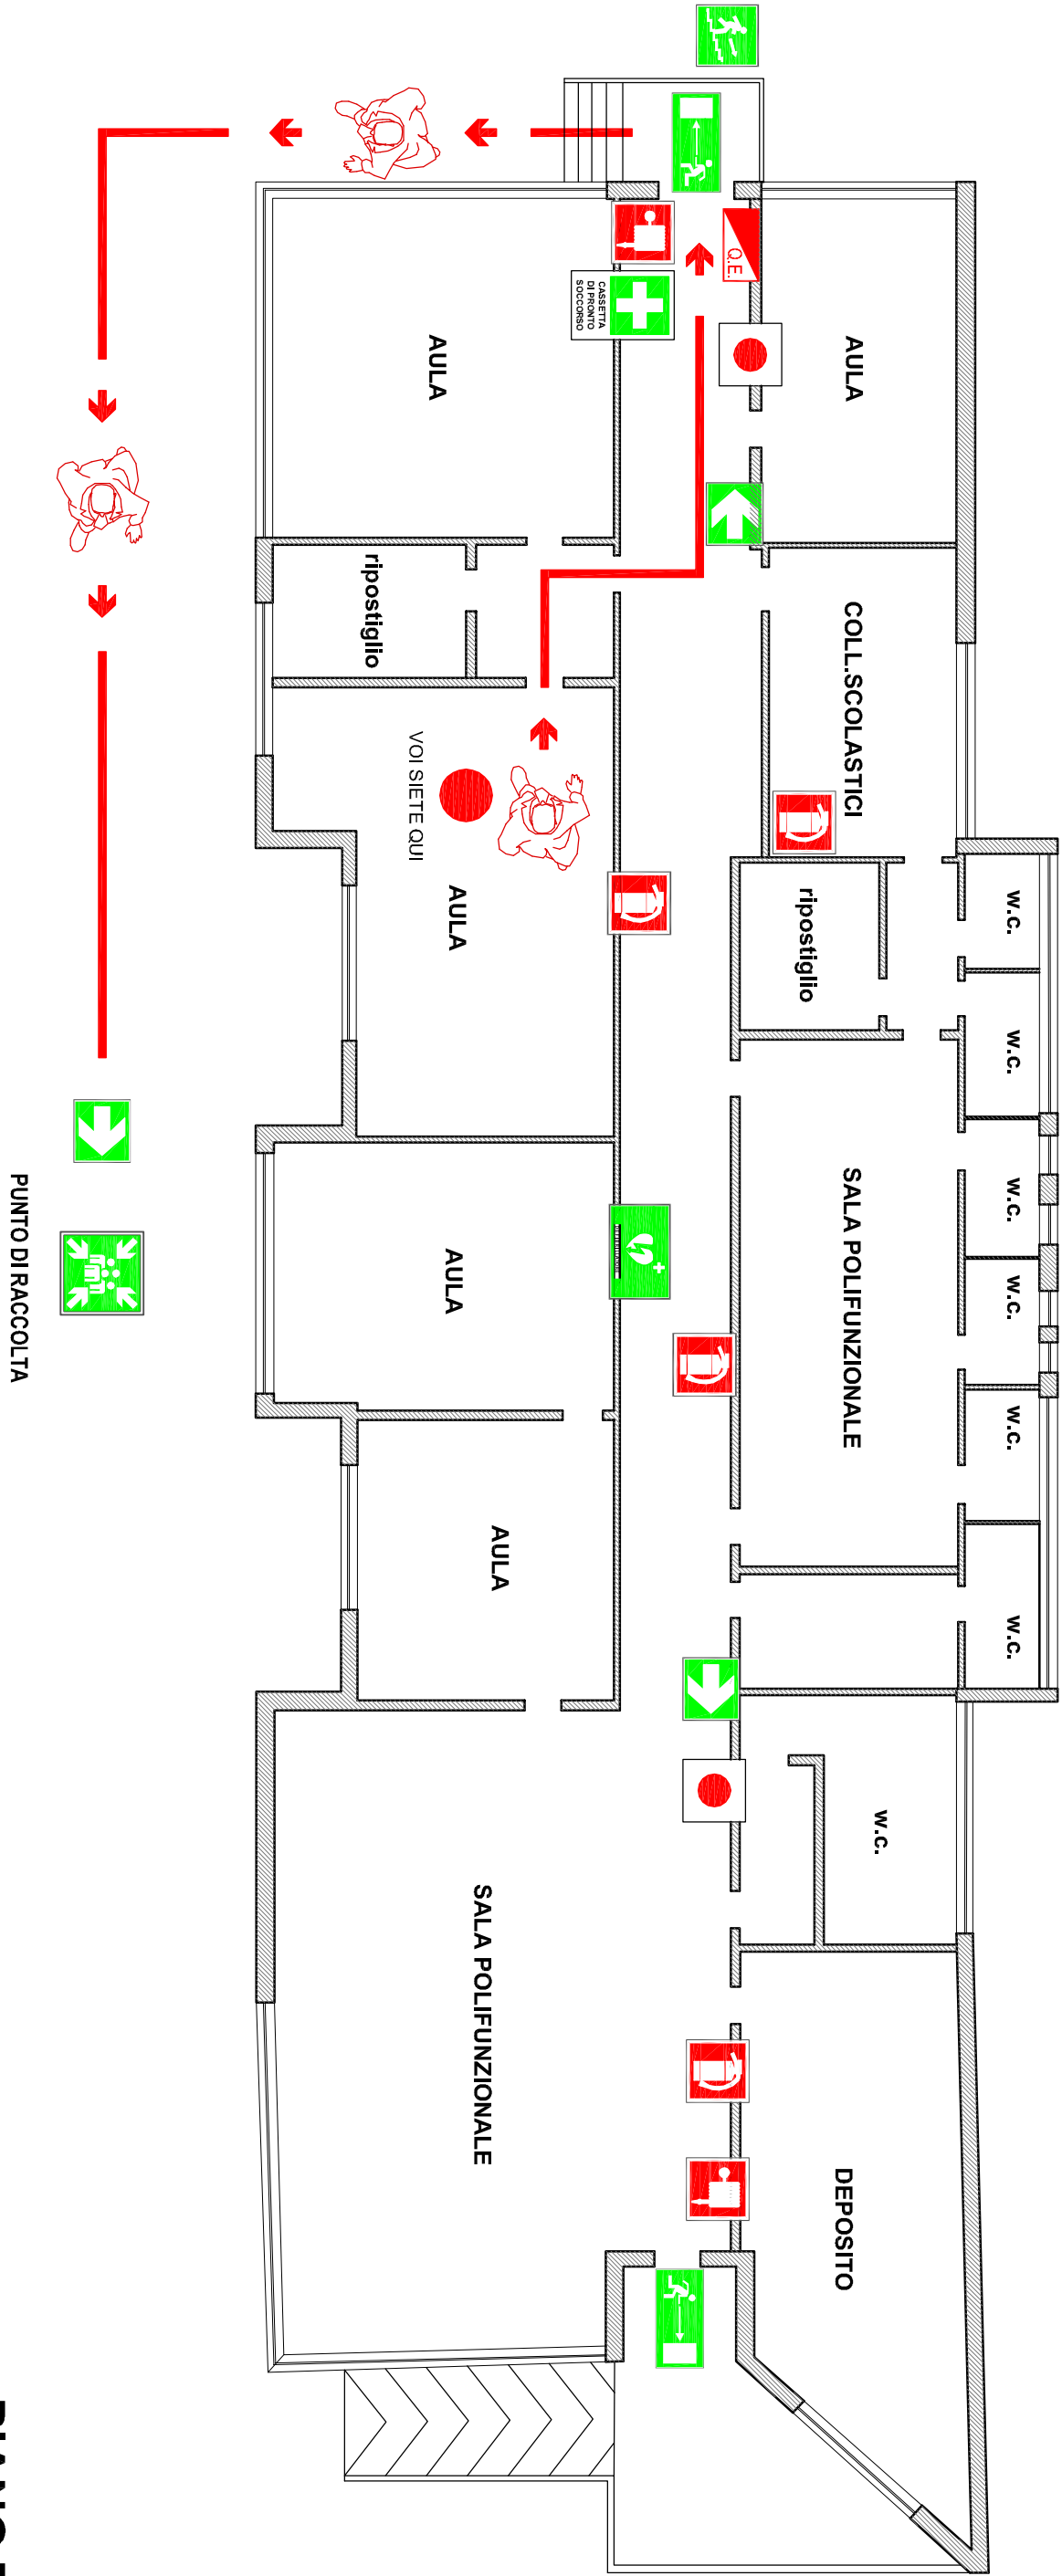 w.c.
w.c.
w.c.
w.c.
w.c.
w.c.
AULA
COLL.SCOLASTICI
SALA POLIFUNZIONALE
w.c.
DEPOSITO
ripostiglio
Q.E.
CASSETTA
DI PRONTO
SOCCORSO
AULA
ripostiglio
VOI SIETE QUI
AULA
AULA
AULA
SALA POLIFUNZIONALE
PUNTO DI RACCOLTA